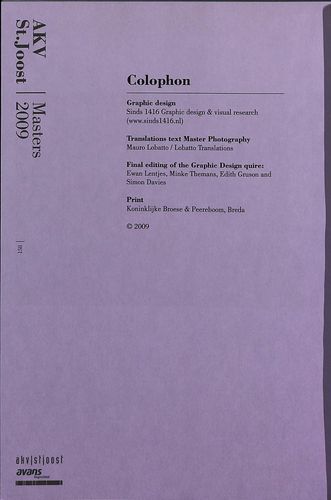 AKV | Masters
St.Joost | 2009
Colophon
Graphic design
Sinds 1416 Graphic design & visual research
(www.sinds1416.nl)
Translations text Master Photography
Mauro Lobatto / Lobatto Translations
Final editing of the Graphic Design quire:
Ewan Lentjes, Minke Themans, Edith Gruson and
Simon Davies
Print
Koninklijke Broese & Peereboom, Breda
© 2009
akv|st|joost
avans
hogeschool